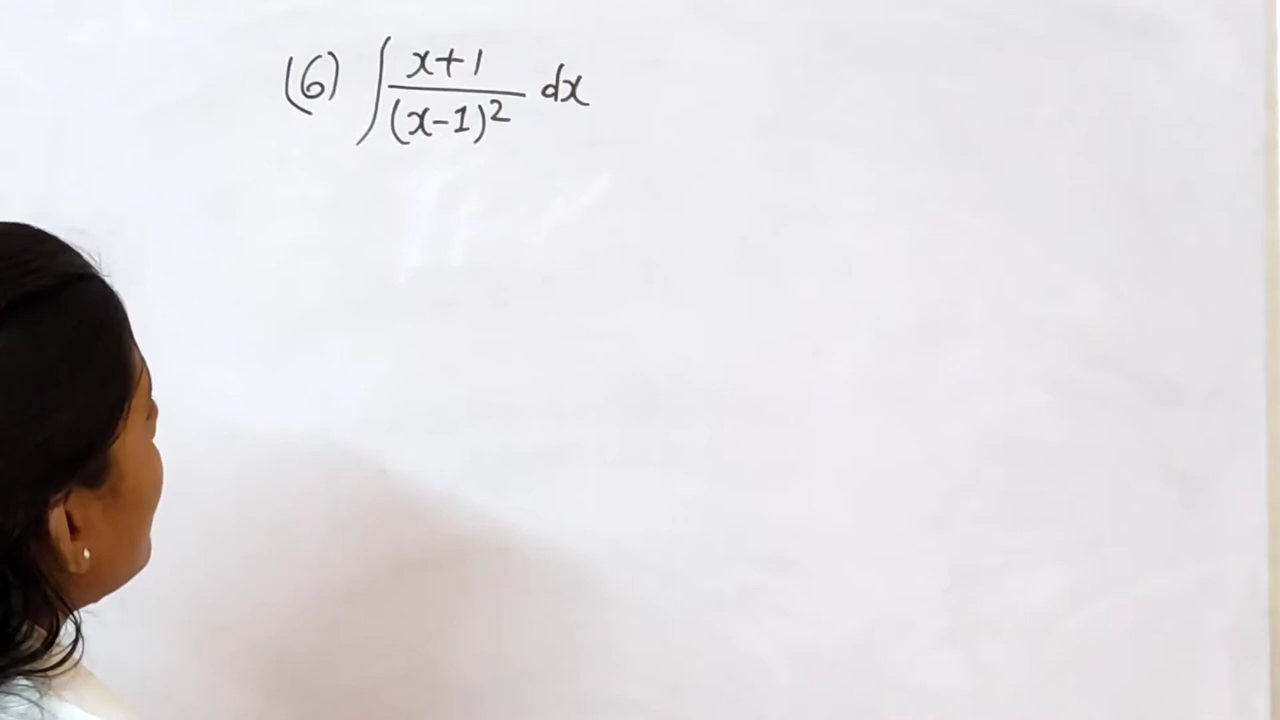 (6) ∫ x+1/(x-1)² dx